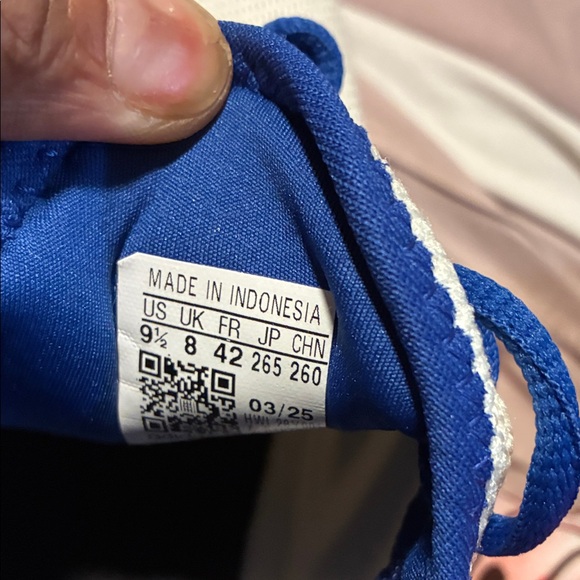 MADE IN INDONESIA
US UK FR JP CHN
9½ 8 42 265 260
03/25